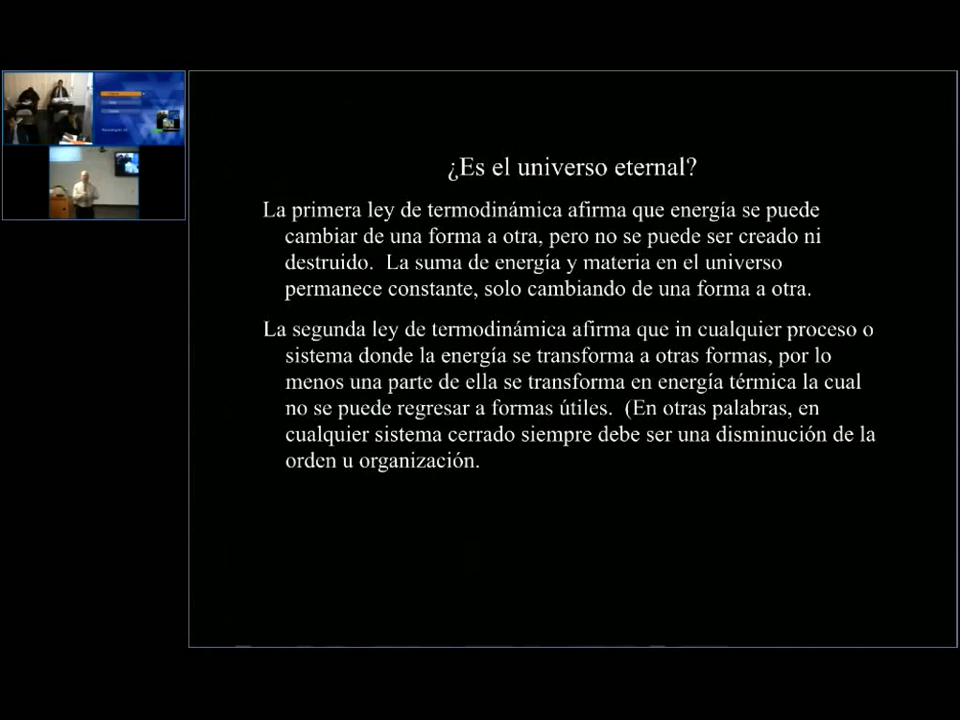 ¿Es el universo eternal?
La primera ley de termodinámica afirma que energía se puede
cambiar de una forma a otra, pero no se puede ser creado ni
destruido. La suma de energía y materia en el universo
permanece constante, solo cambiando de una forma a otra.
La segunda ley de termodinámica afirma que in cualquier proceso o
sistema donde la energía se transforma a otras formas, por lo
menos una parte de ella se transforma en energía térmica la cual
no se puede regresar a formas útiles. (En otras palabras, en
cualquier sistema cerrado siempre debe ser una disminución de la
orden u organización.